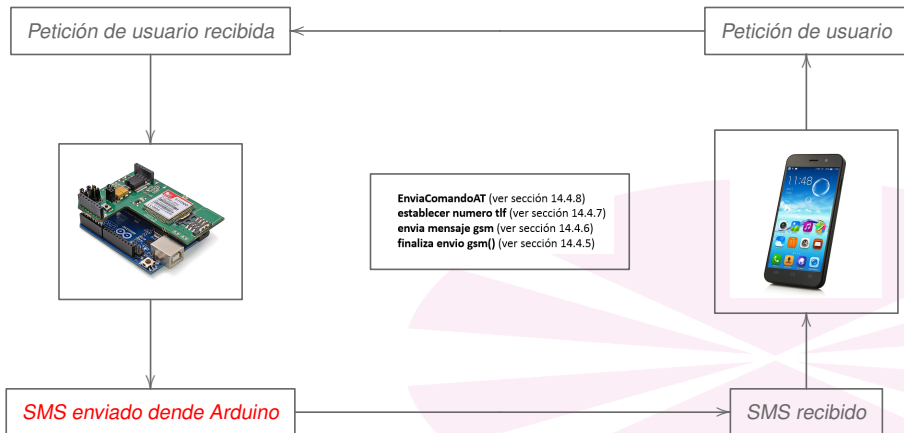 Petición de usuario recibida
Petición de usuario
EnviaComandoAT (ver sección 14.4.8)
establecer numero tlf (ver sección 14.4.7)
envia mensaje gsm (ver sección 14.4.6)
finaliza envio gsm() (ver sección 14.4.5)
11:48
SMS enviado dende Arduino
SMS recibido